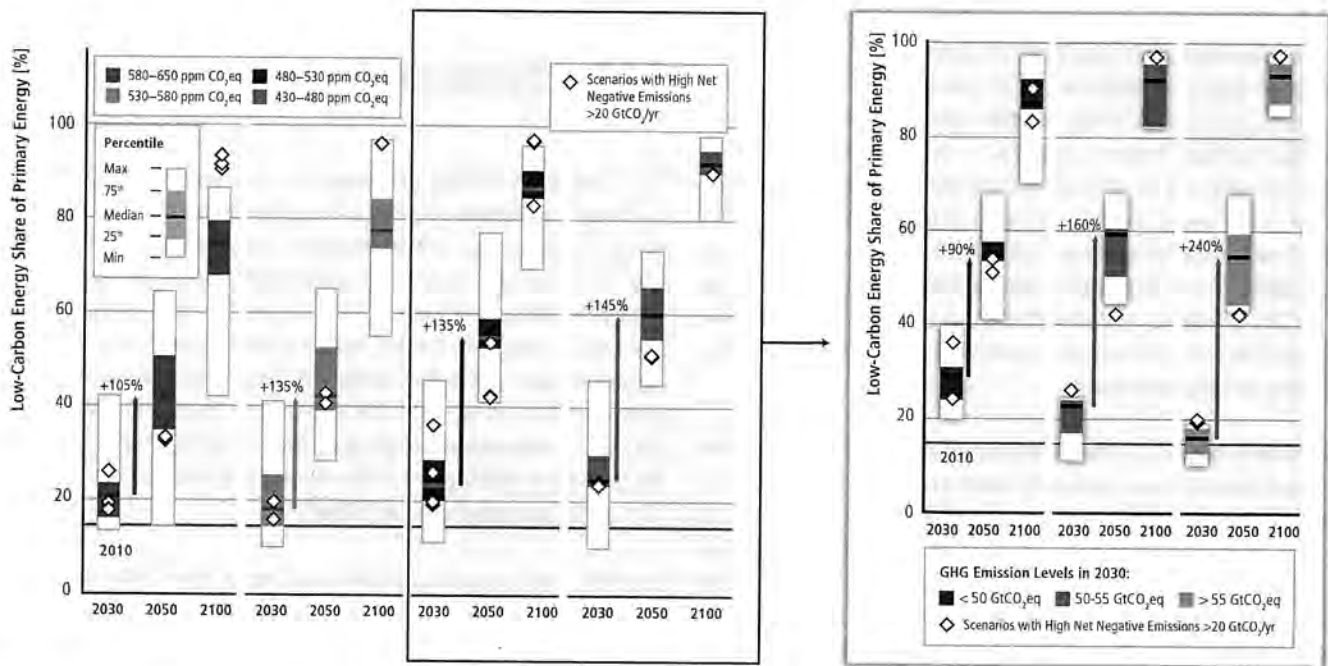 Low-Carbon Energy Share of Primary Energy [%]
580–650 ppm CO₂eq
480–530 ppm CO₂eq
530–580 ppm CO₂eq
430–480 ppm CO₂eq
Percentile
Max
75th
Median
25th
Min
100
80
60
40
20
0
2010
+105%
+135%
2030
2050
2100
2030
2050
2100
Scenarios with High Net
Negative Emissions
>20 GtCO₂/yr
+135%
+145%
2030
2050
2100
2030
2050
2100
Low-Carbon Energy Share of Primary Energy [%]
100
80
60
40
20
0
+90%
+160%
+240%
2010
2030
2050
2100
2030
2050
2100
2030
2050
2100
GHG Emission Levels in 2030:
< 50 GtCO₂eq
50-55 GtCO₂eq
> 55 GtCO₂eq
Scenarios with High Net Negative Emissions >20 GtCO₂/yr